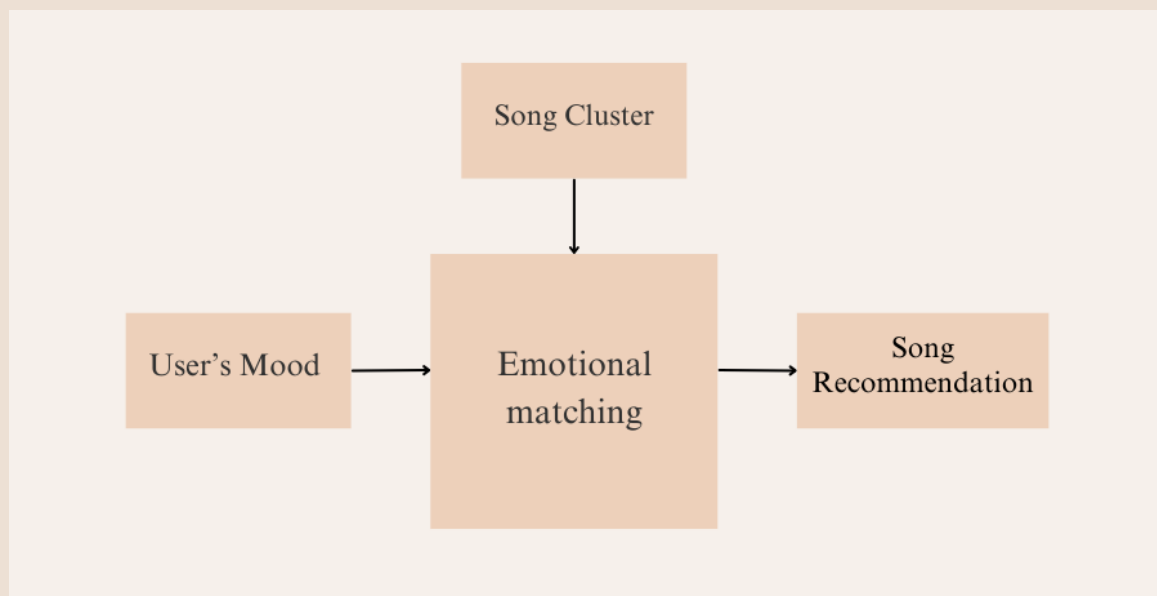 Song Cluster
User’s Mood
Emotional
matching
Song
Recommendation